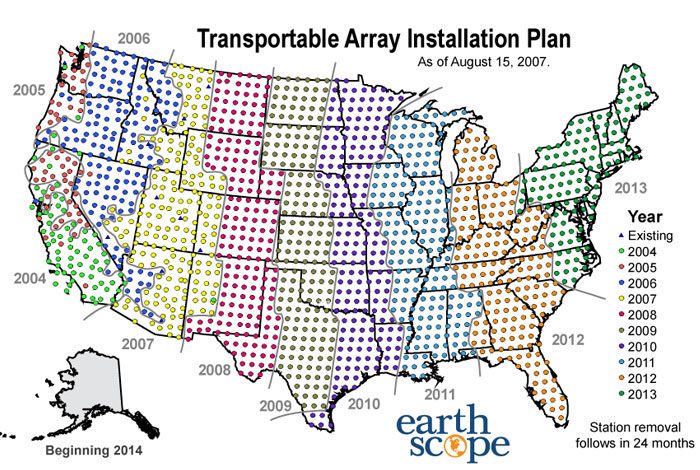 Transportable Array Installation Plan
As of August 15, 2007.
2006
2005
2013
Year
Existing
2004
2005
2006
2007
2008
2009
2010
2011
2012
2013
2004
2007
2008
2009
2010
2011
2012
earth
scope
Beginning 2014
Station removal
follows in 24 months